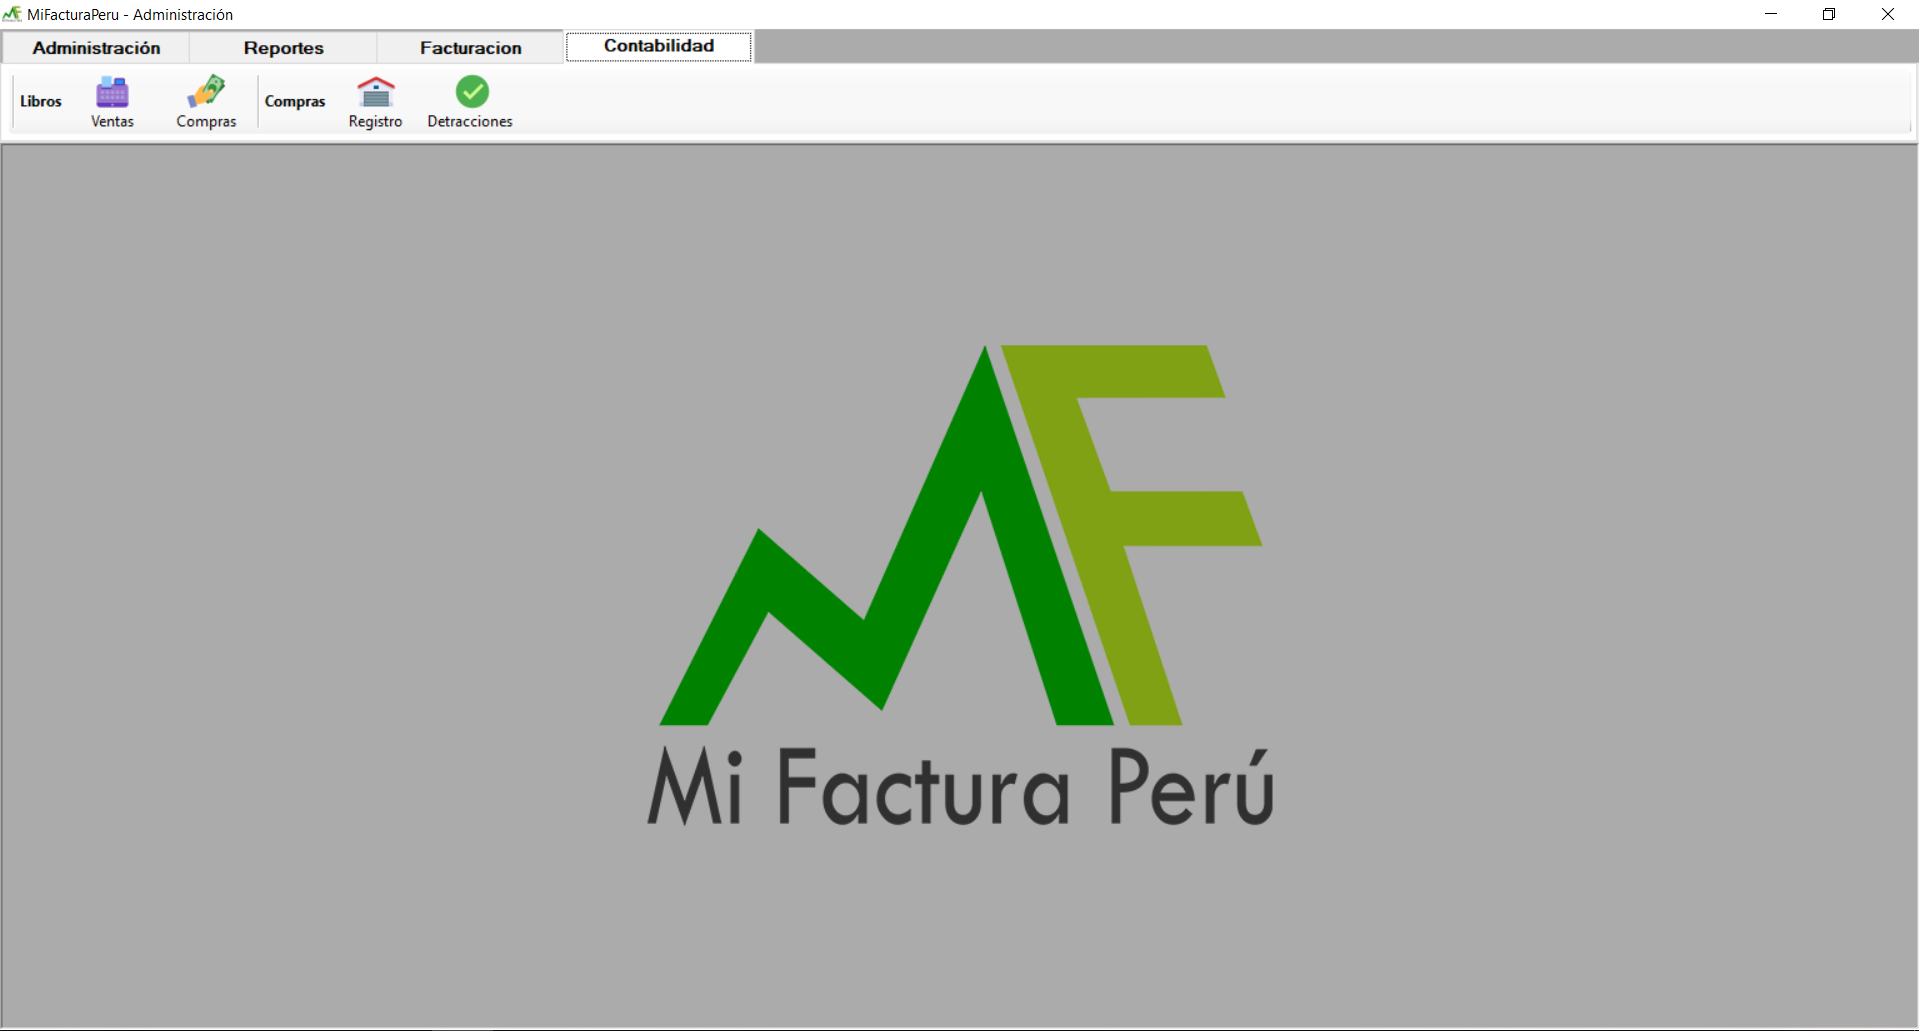 MiFacturaPeru - Administración
Administración Reportes Facturacion Contabilidad
Libros Ventas Compras Compras Registro Detracciones
Mi Factura Perú